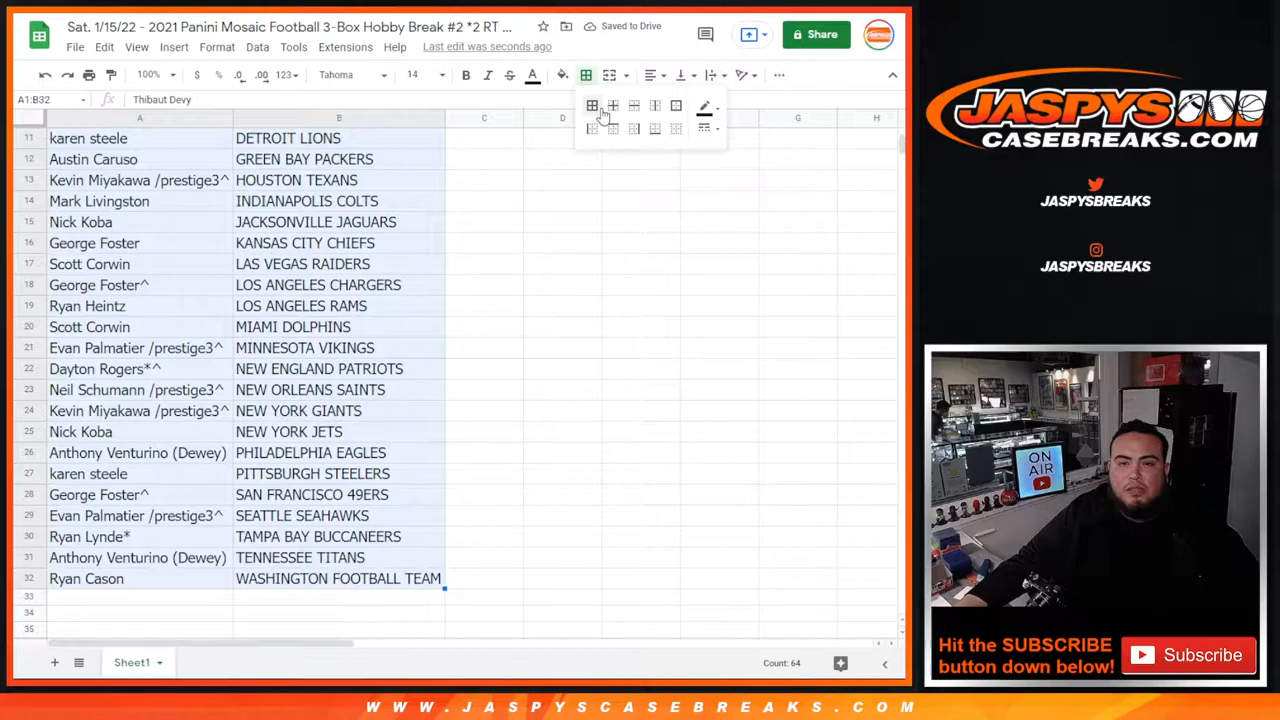 Sat. 1/15/22 - 2021 Panini Mosaic Football 3-Box Hobby Break #2 *2 RT ...
Saved to Drive
Share
File Edit View Insert Format Data Tools Extensions Help Last edit was seconds ago
100% $ % .0 .00 123 Tahoma 14 B I S A
A1:B32 fx Thibaut Devy
A B C D G H
11 karen steele DETROIT LIONS
12 Austin Caruso GREEN BAY PACKERS
13 Kevin Miyakawa /prestige3^ HOUSTON TEXANS
14 Mark Livingston INDIANAPOLIS COLTS
15 Nick Koba JACKSONVILLE JAGUARS
16 George Foster KANSAS CITY CHIEFS
17 Scott Corwin LAS VEGAS RAIDERS
18 George Foster^ LOS ANGELES CHARGERS
19 Ryan Heintz LOS ANGELES RAMS
20 Scott Corwin MIAMI DOLPHINS
21 Evan Palmatier /prestige3^ MINNESOTA VIKINGS
22 Dayton Rogers*^ NEW ENGLAND PATRIOTS
23 Neil Schumann /prestige3^ NEW ORLEANS SAINTS
24 Kevin Miyakawa /prestige3^ NEW YORK GIANTS
25 Nick Koba NEW YORK JETS
26 Anthony Venturino (Dewey) PHILADELPHIA EAGLES
27 karen steele PITTSBURGH STEELERS
28 George Foster^ SAN FRANCISCO 49ERS
29 Evan Palmatier /prestige3^ SEATTLE SEAHAWKS
30 Ryan Lynde* TAMPA BAY BUCCANEERS
31 Anthony Venturino (Dewey) TENNESSEE TITANS
32 Ryan Cason WASHINGTON FOOTBALL TEAM
33
34
35
Sheet1
Count: 64
JASPYS
CASEBREAKS.COM
JASPYSBREAKS
JASPYSBREAKS
ON
AIR
Hit the SUBSCRIBE
button down below!
Subscribe
WWW.JASPYSCASEBREAKS.COM